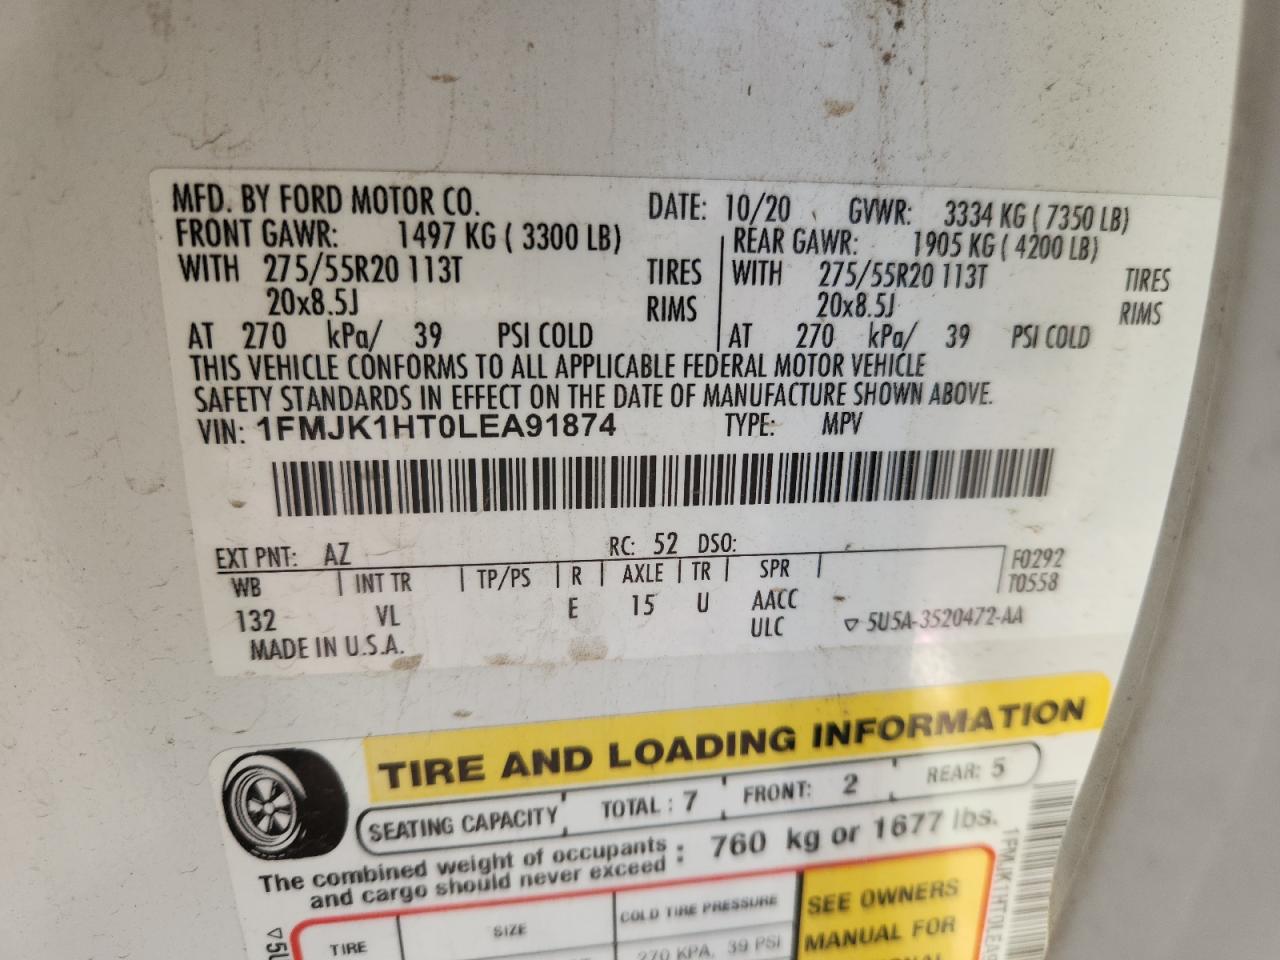 MFD. BY FORD MOTOR CO. DATE: 10/20 GVWR: 3334 KG ( 7350 LB)
FRONT GAWR: 1497 KG ( 3300 LB) REAR GAWR: 1905 KG ( 4200 LB)
WITH 275/55R20 113T TIRES WITH 275/55R20 113T TIRES
20x8.5J RIMS 20x8.5J RIMS
AT 270 kPa/ 39 PSI COLD AT 270 kPa/ 39 PSI COLD
THIS VEHICLE CONFORMS TO ALL APPLICABLE FEDERAL MOTOR VEHICLE
SAFETY STANDARDS IN EFFECT ON THE DATE OF MANUFACTURE SHOWN ABOVE.
VIN: 1FMJK1HT0LEA91874 TYPE: MPV
EXT PNT: AZ RC: 52 DSO:
WB INT TR TP/PS R AXLE TR SPR F0292
T0558
132 VL E 15 U AACC
ULC ▽ 5U5A-3520472-AA
MADE IN U.S.A.
TIRE AND LOADING INFORMATION
SEATING CAPACITY TOTAL : 7 FRONT: 2 REAR: 5
The combined weight of occupants
and cargo should never exceed : 760 kg or 1677 lbs.
TIRE SIZE COLD TIRE PRESSURE
270 KPA, 39 PSI
SEE OWNERS
MANUAL FOR